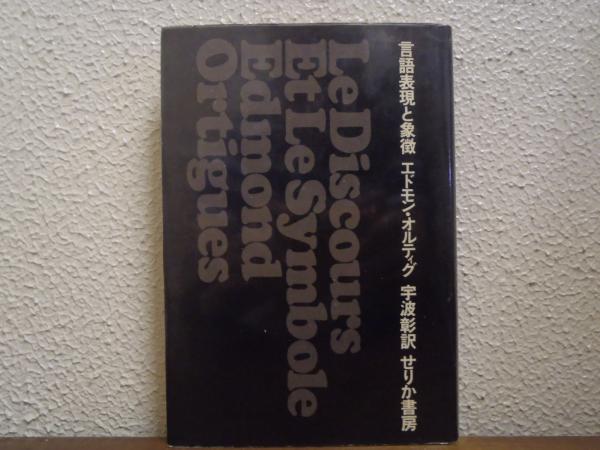 言語表現と象徴 エドモン・オルティグ 宇波彰訳 せりか書房
Le Discours
Et Le Symbole
Edmond
Ortigues